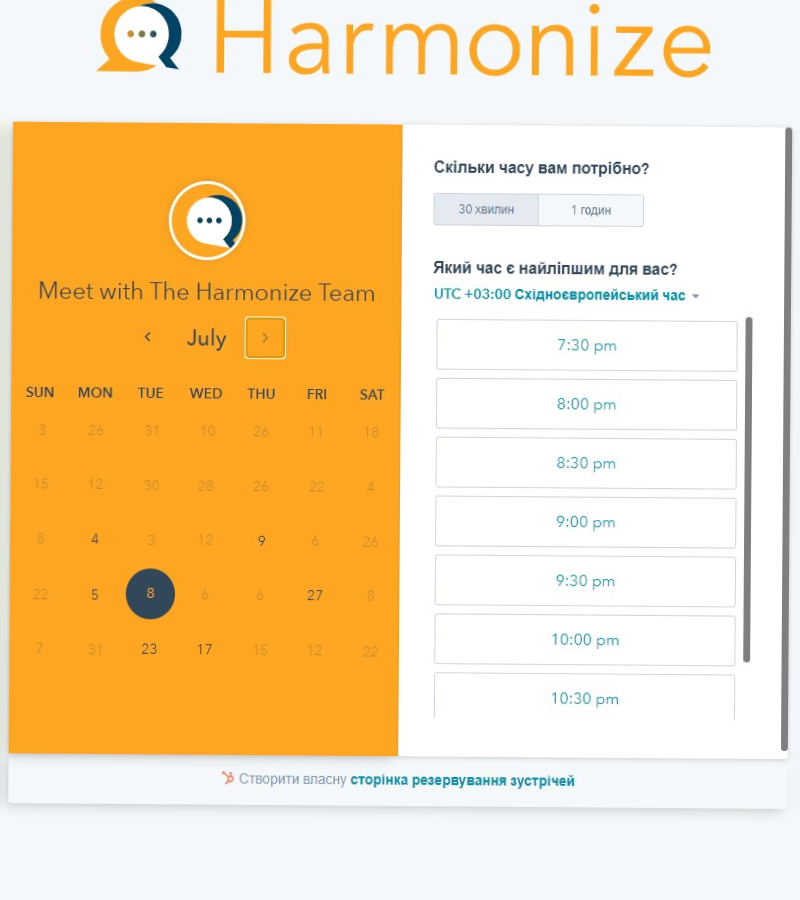 Harmonize
Meet with The Harmonize Team
July
SUN MON TUE WED THU FRI SAT
3 26 31 10 26 11 18
15 12 30 28 26 22 4
8 4 3 12 9 6 26
22 5 8 6 6 27 8
7 31 23 17 15 12 22
Скільки часу вам потрібно?
30 хвилин 1 годин
Який час є найліпшим для вас?
UTC +03:00 Східноєвропейський час
7:30 pm
8:00 pm
8:30 pm
9:00 pm
9:30 pm
10:00 pm
10:30 pm
Створити власну сторінка резервування зустрічей